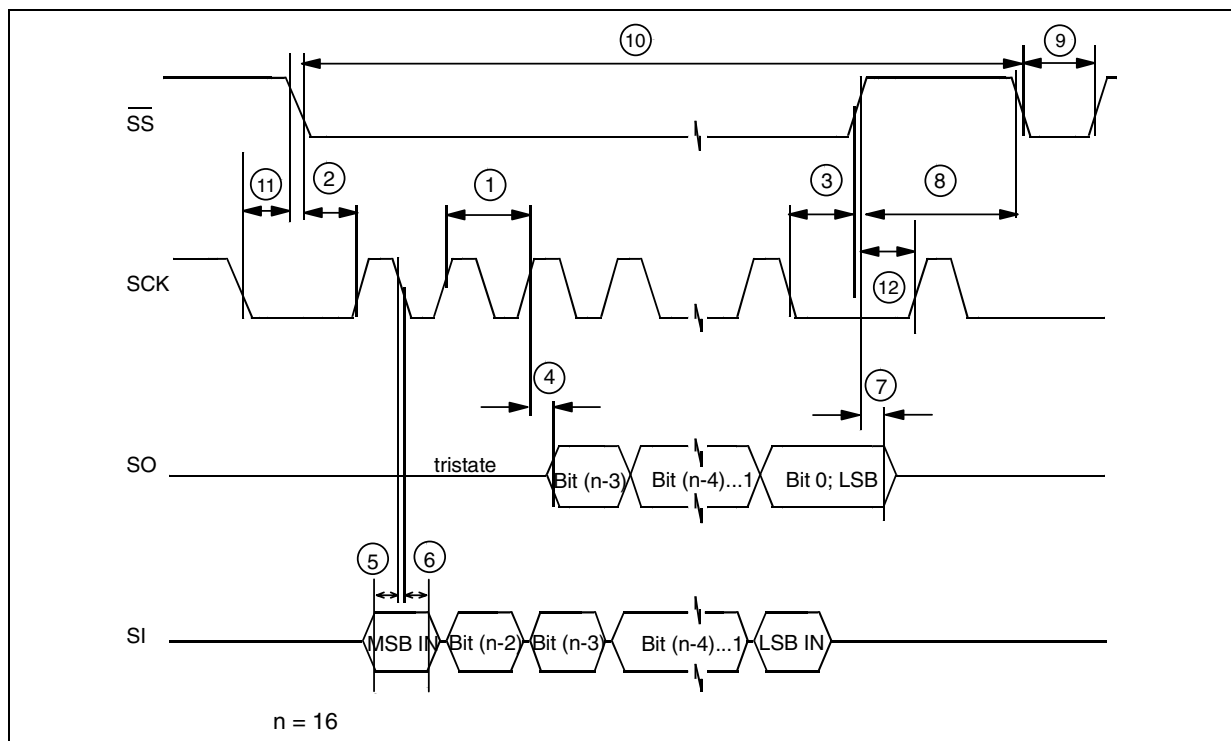 10
9
SS
11
2
1
3
8
SCK
12
4
7
SO
tristate
Bit (n-3)
Bit (n-4)...1
Bit 0; LSB
5
6
SI
MSB IN
Bit (n-2)
Bit (n-3)
Bit (n-4)...1
LSB IN
n = 16